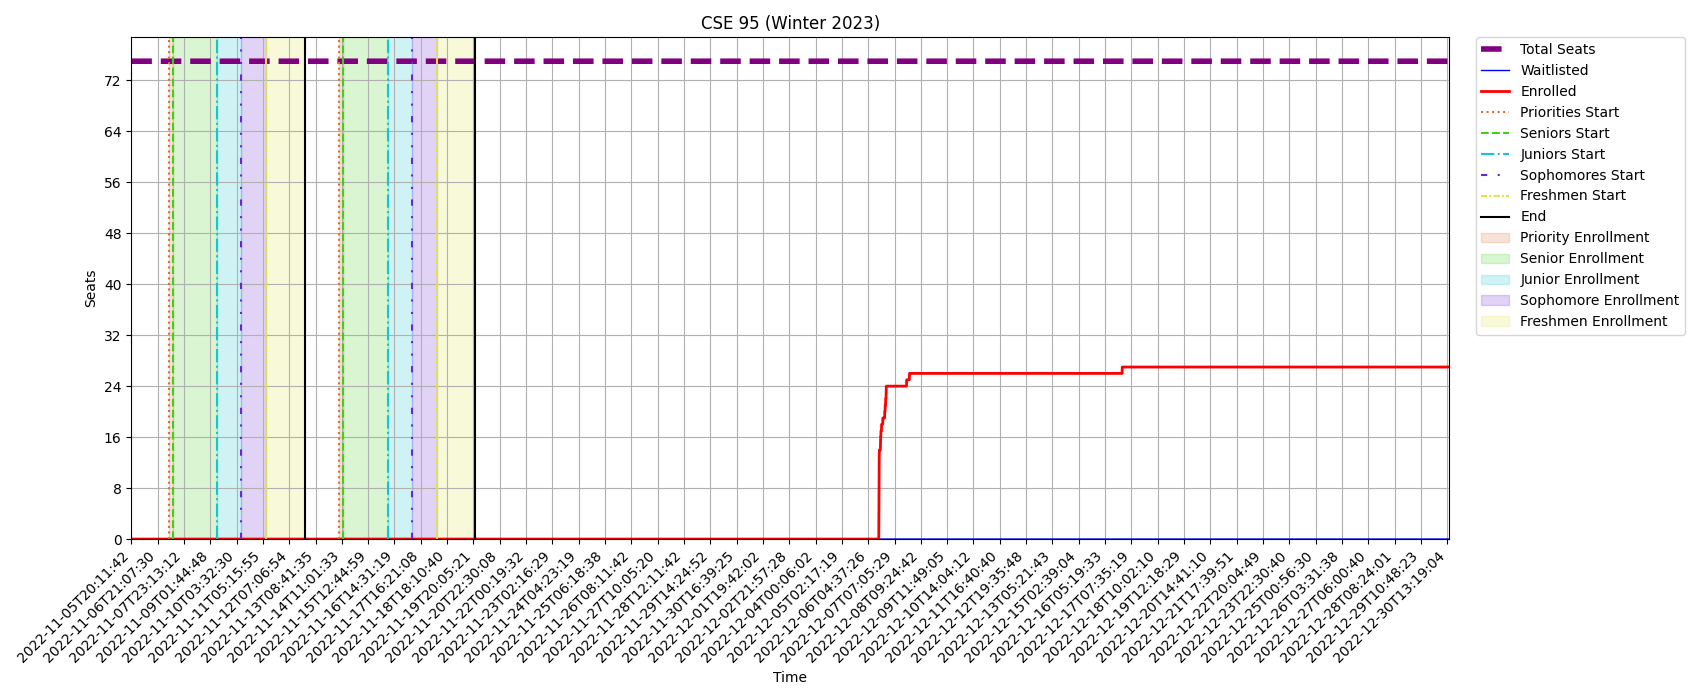 CSE 95 (Winter 2023)
Seats
72
64
56
48
40
32
24
16
8
0
2022-11-05T20:11:42
2022-11-06T21:07:30
2022-11-07T23:13:12
2022-11-09T01:44:48
2022-11-10T03:32:30
2022-11-11T05:15:55
2022-11-12T07:06:54
2022-11-13T08:41:35
2022-11-14T11:01:33
2022-11-15T12:44:59
2022-11-16T14:31:19
2022-11-17T16:21:08
2022-11-18T18:10:40
2022-11-19T20:05:21
2022-11-20T22:30:08
2022-11-22T00:19:32
2022-11-23T02:16:29
2022-11-24T04:23:19
2022-11-25T06:18:38
2022-11-26T08:11:42
2022-11-27T10:05:20
2022-11-28T12:11:42
2022-11-29T14:24:52
2022-11-30T16:39:25
2022-12-01T19:42:02
2022-12-02T21:57:28
2022-12-04T00:06:02
2022-12-05T02:17:19
2022-12-06T04:37:26
2022-12-07T07:05:29
2022-12-08T09:24:42
2022-12-09T11:49:05
2022-12-10T14:04:12
2022-12-11T16:40:40
2022-12-12T19:35:48
2022-12-13T05:21:43
2022-12-15T02:39:04
2022-12-16T05:19:33
2022-12-17T07:35:19
2022-12-18T10:02:10
2022-12-19T12:18:29
2022-12-20T14:41:10
2022-12-21T17:39:51
2022-12-22T20:04:49
2022-12-23T22:30:40
2022-12-25T00:56:30
2022-12-26T03:31:38
2022-12-27T06:00:40
2022-12-28T08:24:01
2022-12-29T10:48:23
2022-12-30T13:19:04
Time
Total Seats
Waitlisted
Enrolled
Priorities Start
Seniors Start
Juniors Start
Sophomores Start
Freshmen Start
End
Priority Enrollment
Senior Enrollment
Junior Enrollment
Sophomore Enrollment
Freshmen Enrollment